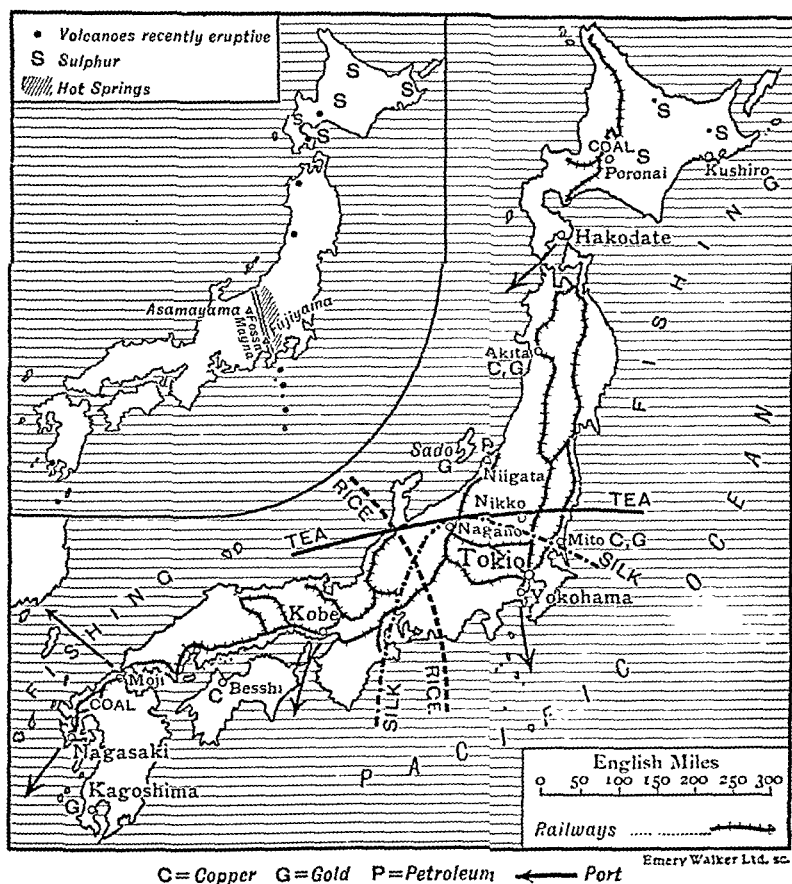 Volcanoes recently eruptive
S Sulphur
Hot Springs
S
S
S
S
S
S
Asamayama
Fossa
Magna
Fujiyama
S
S
S
COAL
Poronai
Kushiro
Hakodate
FISHING
Akita
C, G
Sado
G
P
Niigata
RICE
Nikko
TEA
TEA
Nagano
Mito C, G
SILK
Tokio
Yokohama
OCEAN
FISHING
Kobe
Moji
C
Besshi
COAL
SILK
RICE
Nagasaki
PACIFIC
Kagoshima
G
English Miles
0 50 100 150 200 250 300
Railways
Emery Walker Ltd. sc.
C=Copper G=Gold P=Petroleum Port